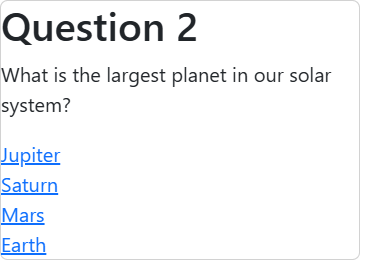 Question 2
What is the largest planet in our solar
system?
Jupiter
Saturn
Mars
Earth